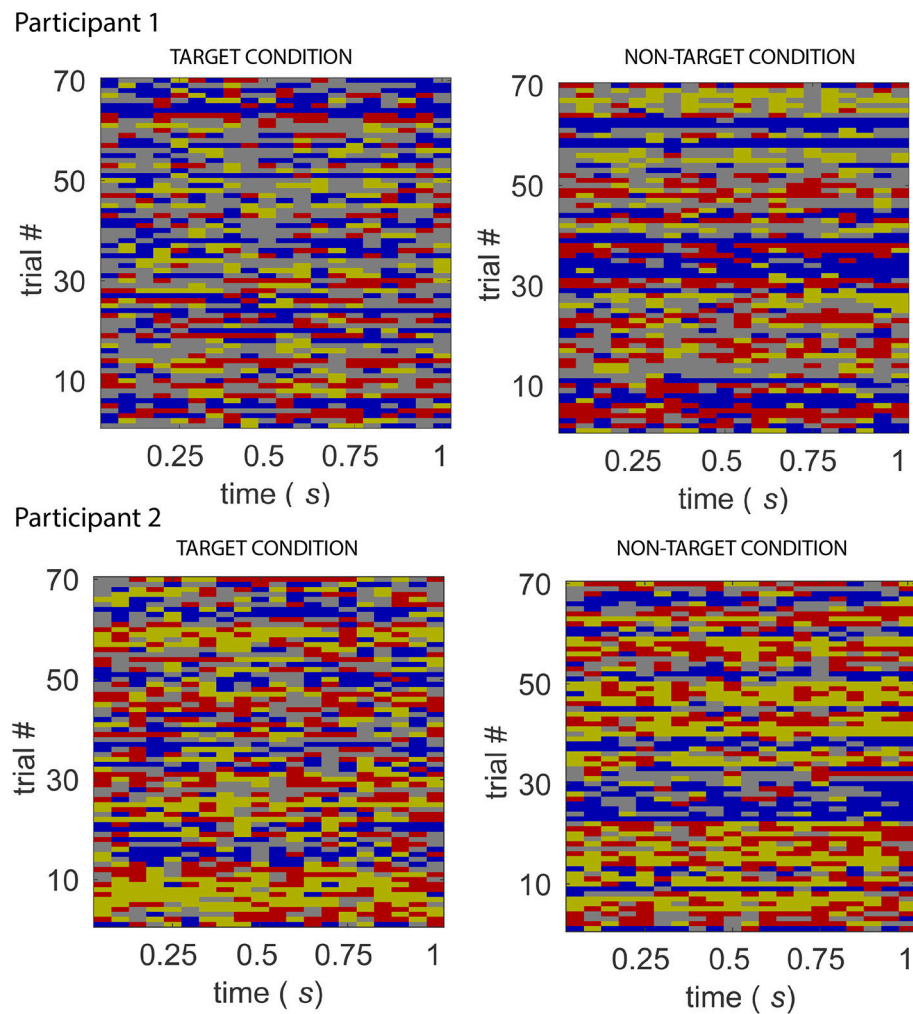 Participant 1
TARGET CONDITION
NON-TARGET CONDITION
70
50
30
10
trial #
0.25 0.5 0.75 1
time ( s)
70
50
30
10
trial #
0.25 0.5 0.75 1
time ( s)
Participant 2
TARGET CONDITION
NON-TARGET CONDITION
70
50
30
10
trial #
0.25 0.5 0.75 1
time ( s)
70
50
30
10
trial #
0.25 0.5 0.75 1
time ( s)